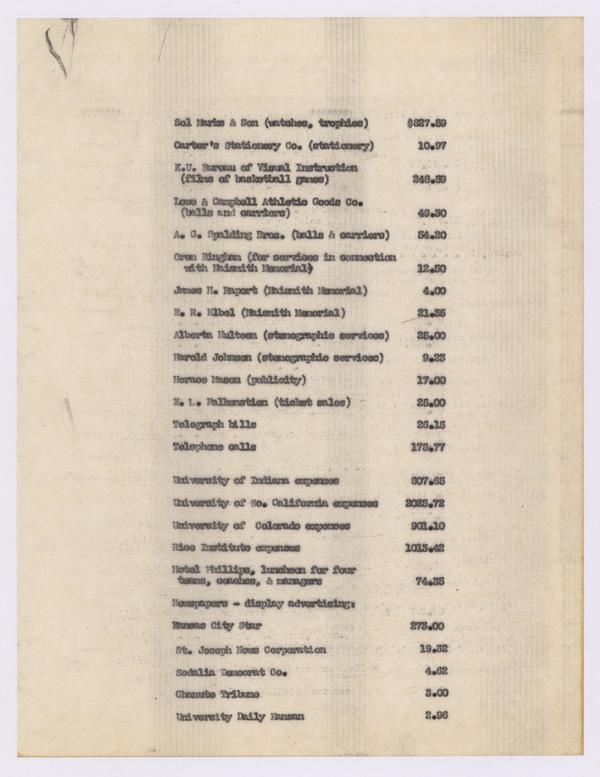 Sol Marks & Son (watches, trophies) $627.59
Carter's Stationery Co. (stationery) 10.97
K.U. Bureau of Visual Instruction
(films of basketball games) 248.59
Lowe & Campbell Athletic Goods Co.
(balls and carriers) 49.30
A. G. Spalding Bros. (balls & carriers) 54.20
Oren Bingham (for services in connection
with Naismith Memorial) 12.50
James H. Raport (Naismith Memorial) 4.00
E. R. Elbel (Naismith Memorial) 21.35
Alberta Hulteen (stenographic services) 25.00
Harold Johnson (stenographic services) 9.23
Horace Mason (publicity) 17.00
E. L. Falkenstien (ticket sales) 25.00
Telegraph bills 26.15
Telephone calls 175.77
University of Indiana expenses 807.65
University of So. California expenses 2025.72
University of Colorado expenses 901.10
Rice Institute expenses 1013.42
Hotel Phillips, luncheon for four
teams, coaches, & managers 74.35
Newspapers - display advertising:
Kansas City Star 273.00
St. Joseph News Corporation 19.32
Sedalia Democrat Co. 4.62
Chanute Tribune 3.00
University Daily Kansan 2.96